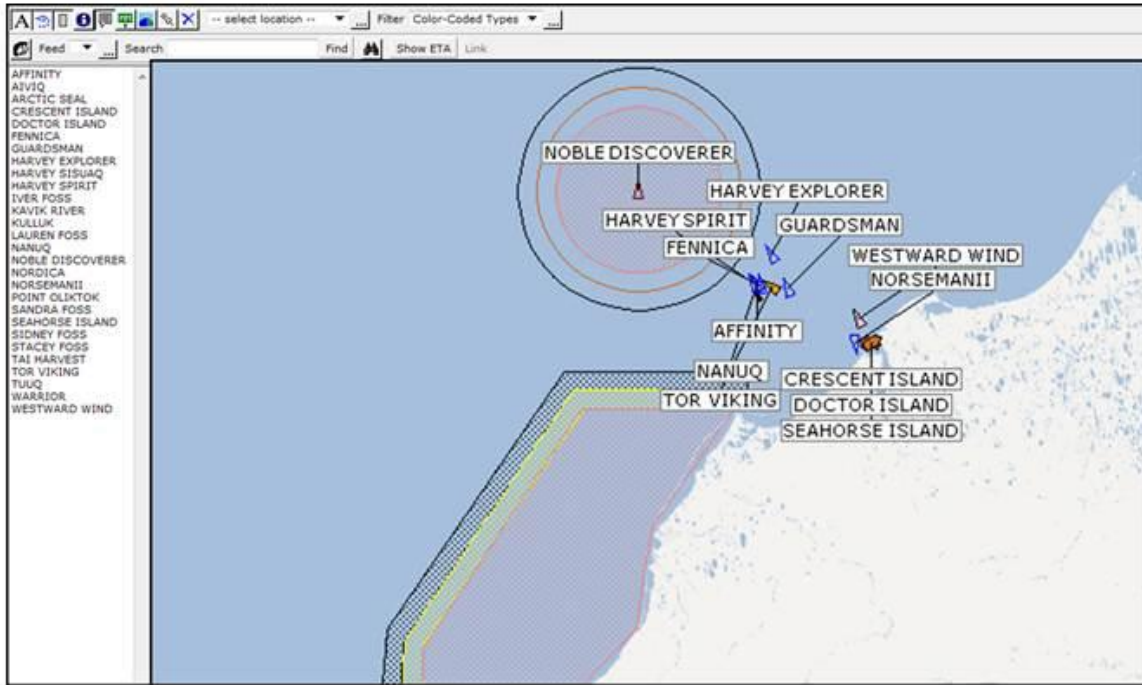 A -- select location -- ... Filter Color-Coded Types ...
Feed ... Search Find Show ETA Link
AFFINITY
AIVIQ
ARCTIC SEAL
CRESCENT ISLAND
DOCTOR ISLAND
FENNICA
GUARDSMAN
HARVEY EXPLORER
HARVEY SISUAQ
HARVEY SPIRIT
IVER FOSS
KAVIK RIVER
KULLUK
LAUREN FOSS
NANUQ
NOBLE DISCOVERER
NORDICA
NORSEMANII
POINT OLIKTOK
SANDRA FOSS
SEAHORSE ISLAND
SIDNEY FOSS
STACEY FOSS
TAI HARVEST
TOR VIKING
TUUQ
WARRIOR
WESTWARD WIND
NOBLE DISCOVERER
HARVEY EXPLORER
HARVEY SPIRIT
GUARDSMAN
FENNICA
WESTWARD WIND
NORSEMANII
AFFINITY
NANUQ
CRESCENT ISLAND
TOR VIKING
DOCTOR ISLAND
SEAHORSE ISLAND